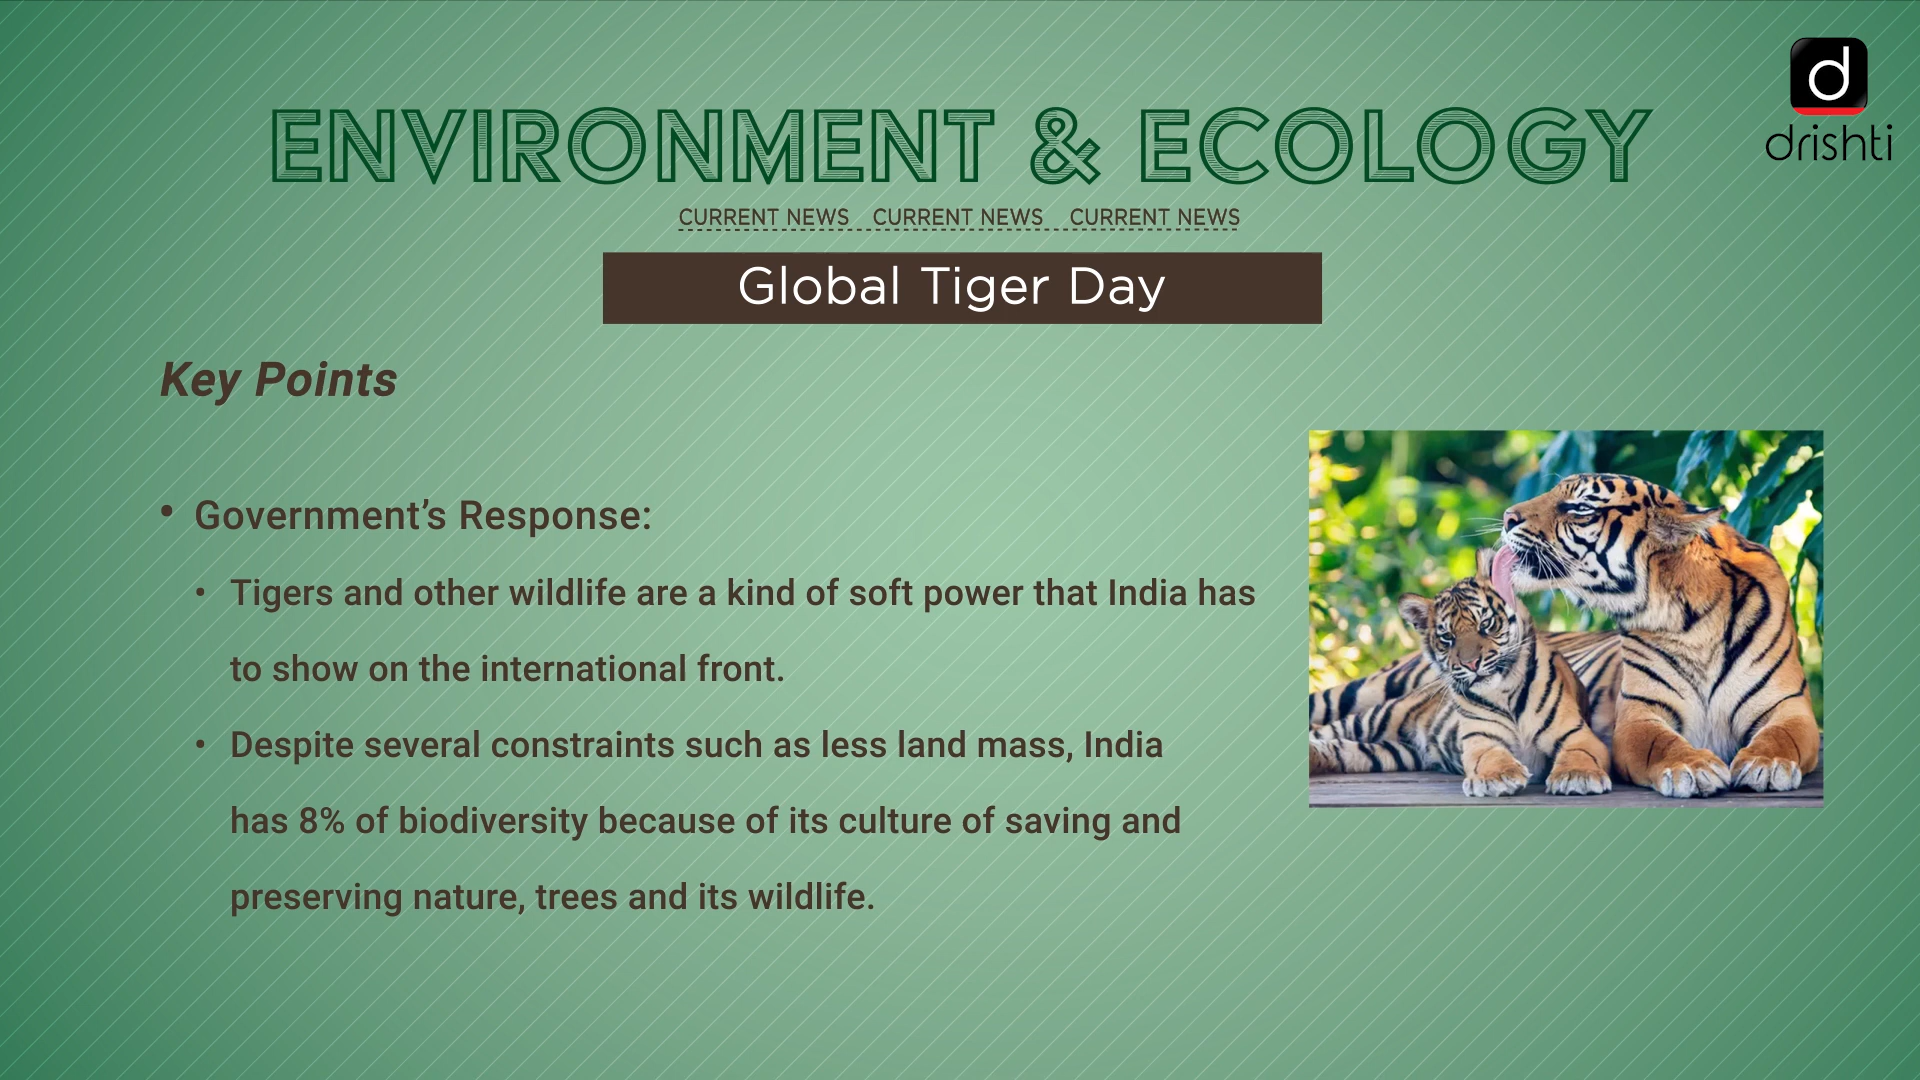 d
drishti
ENVIRONMENT & ECOLOGY
CURRENT NEWS CURRENT NEWS CURRENT NEWS
Global Tiger Day
Key Points
• Government’s Response:
• Tigers and other wildlife are a kind of soft power that India has
to show on the international front.
• Despite several constraints such as less land mass, India
has 8% of biodiversity because of its culture of saving and
preserving nature, trees and its wildlife.